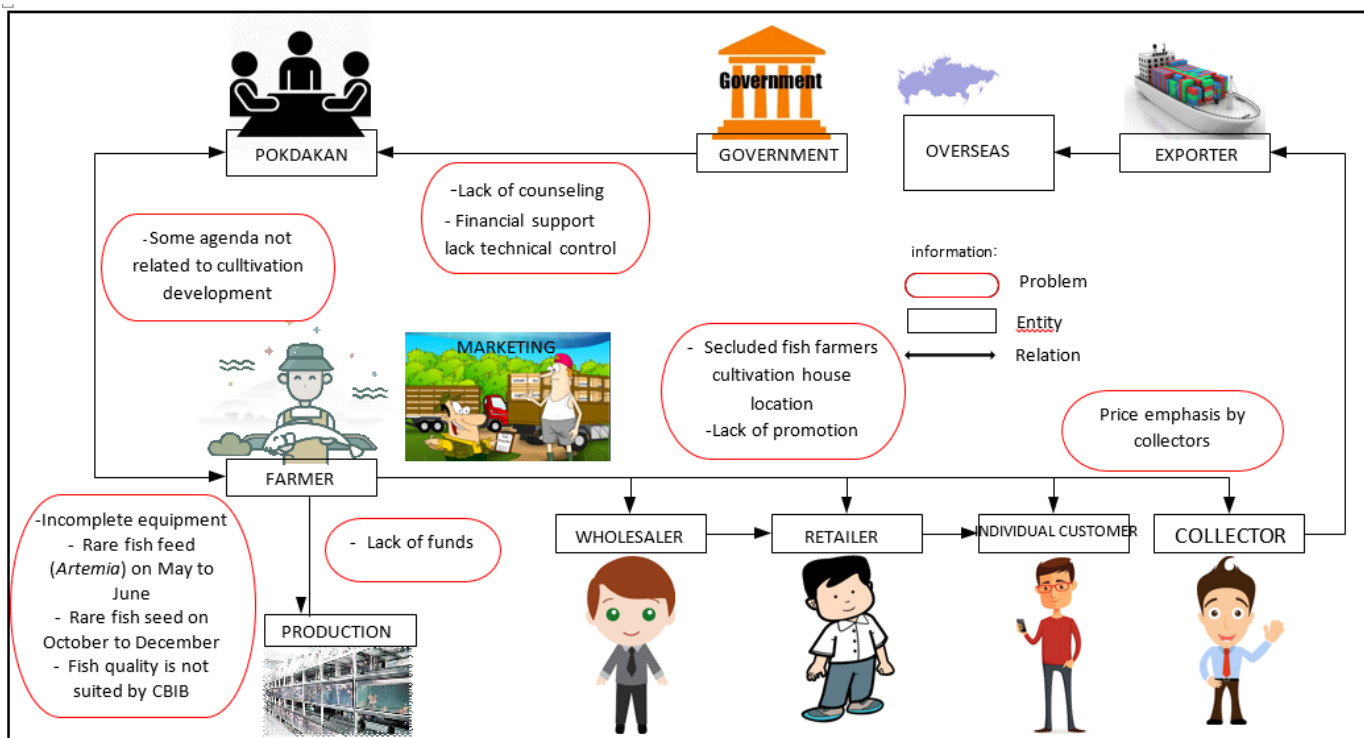 Government
POKDAKAN
GOVERNMENT
OVERSEAS
EXPORTER
-Lack of counseling
- Financial support
lack technical control
-Some agenda not
related to culltivation
development
information:
Problem
Entity
Relation
MARKETING
- Secluded fish farmers
cultivation house
location
-Lack of promotion
Price emphasis by
collectors
FARMER
-Incomplete equipment
- Rare fish feed
(Artemia) on May to
June
- Rare fish seed on
October to December
- Fish quality is not
suited by CBIB
- Lack of funds
WHOLESALER
RETAILER
INDIVIDUAL CUSTOMER
COLLECTOR
PRODUCTION